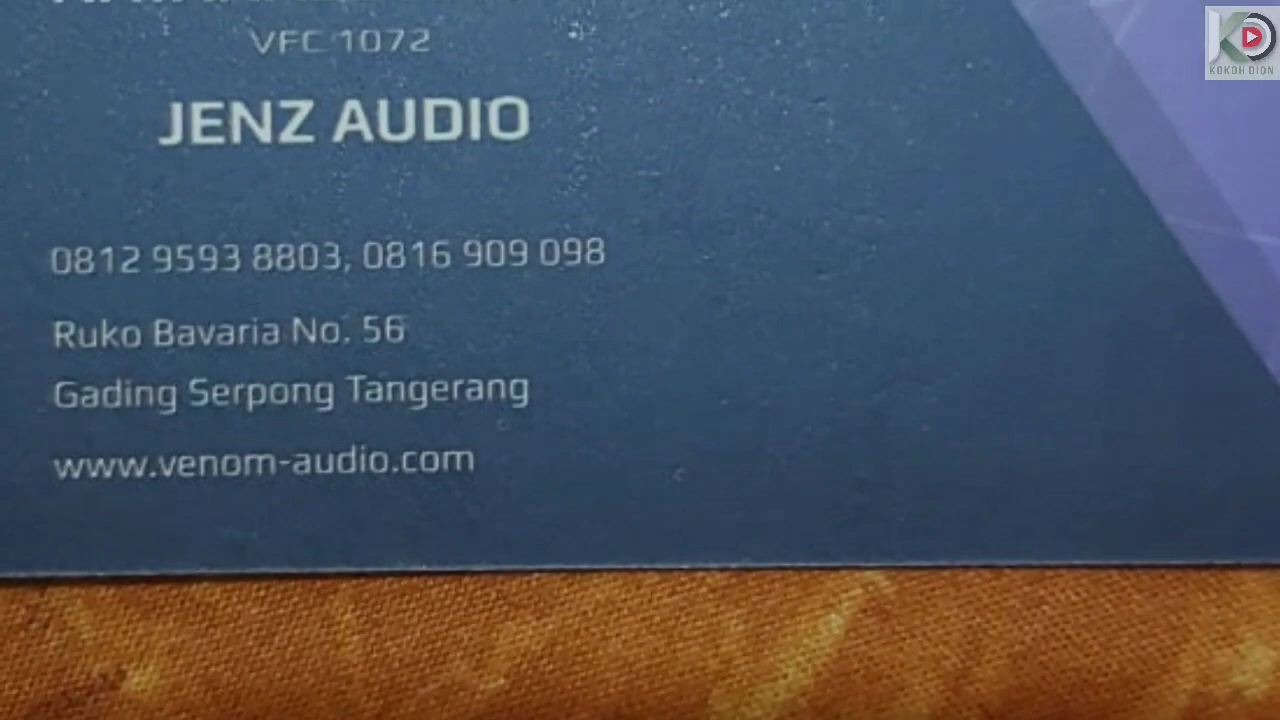 VFC 1072
JENZ AUDIO
0812 9593 8803, 0816 909 098
Ruko Bavaria No. 56
Gading Serpong Tangerang
www.venom-audio.com
KOKOH DION